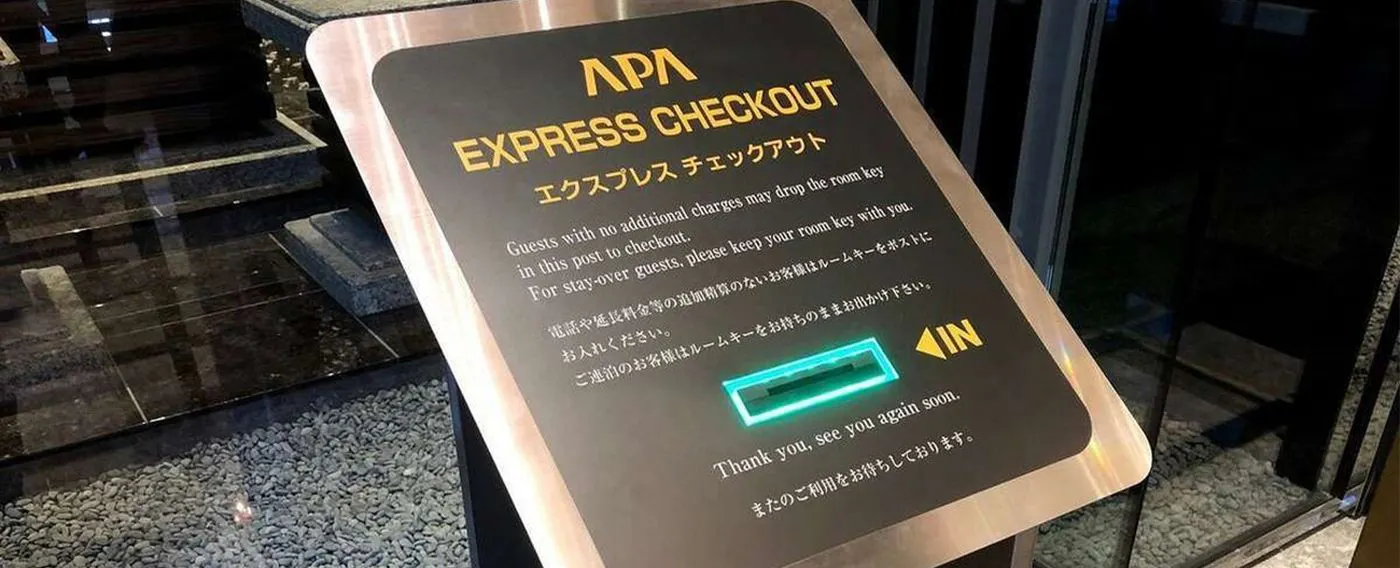 APA
EXPRESS CHECKOUT
エクスプレス チェックアウト
Guests with no additional charges may drop the room key
in this post to checkout.
For stay-over guests, please keep your room key with you.
電話や延長料金等の追加精算のないお客様はルームキーをポストに
お入れください。
ご連泊のお客様はルームキーをお持ちのままお出かけ下さい。
IN
Thank you, see you again soon.
またのご利用をお待ちしております。